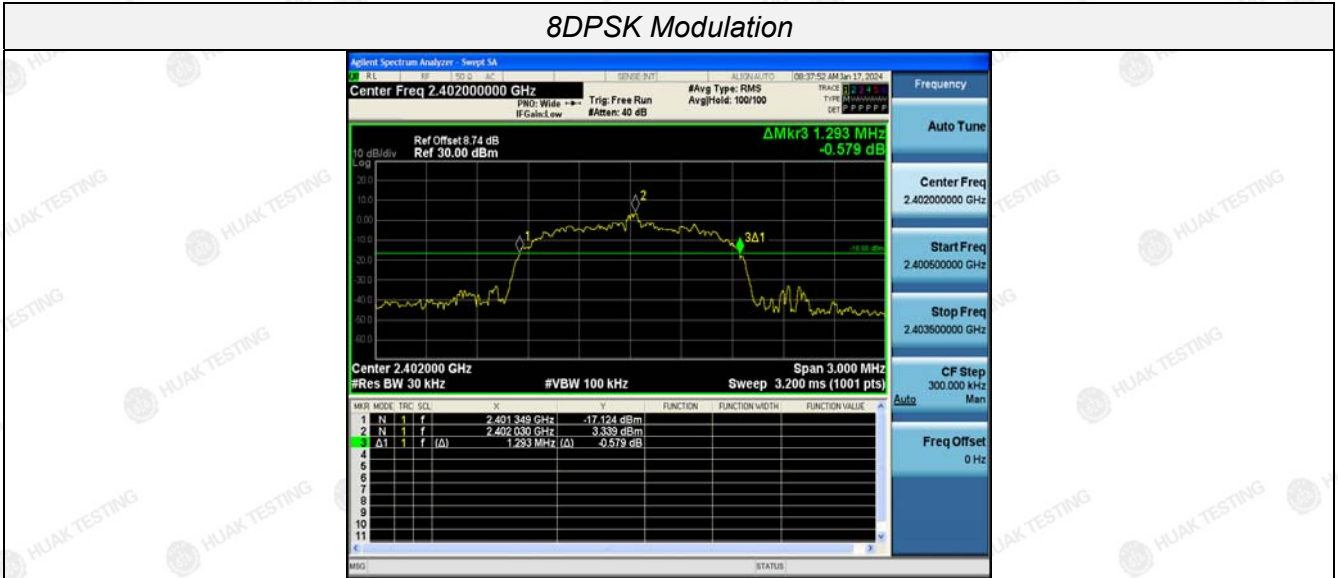 8DPSK Modulation
Agilent Spectrum Analyzer - Swept SA
RL RF 50 Ω AC SENSE:INT ALIGN AUTO 08:37:52 AM Jan 17, 2024
Center Freq 2.402000000 GHz
PNO: Wide
IFGain:Low
Trig: Free Run
#Atten: 40 dB
#Avg Type: RMS
Avg|Hold: 100/100
TRACE 1 2 3 4 5 6
TYPE
DET P P P P P P
ΔMkr3 1.293 MHz
-0.579 dB
Ref Offset 8.74 dB
10 dB/div Ref 30.00 dBm
Log
20.0
10.0
0.00
-10.0
-20.0
-30.0
-40.0
-50.0
-60.0
1
2
3Δ1
Center 2.402000 GHz Span 3.000 MHz
#Res BW 30 kHz #VBW 100 kHz Sweep 3.200 ms (1001 pts)
MKR MODE TRC SCL X Y FUNCTION FUNCTION WIDTH FUNCTION VALUE
1 N 1 f 2.401 349 GHz -17.124 dBm
2 N 1 f 2.402 030 GHz 3.339 dBm
3 Δ1 1 f (Δ) 1.293 MHz (Δ) -0.579 dB
4
5
6
7
8
9
10
11
MSG STATUS
Frequency
Auto Tune
Center Freq
2.402000000 GHz
Start Freq
2.400500000 GHz
Stop Freq
2.403500000 GHz
CF Step
300.000 kHz
Auto Man
Freq Offset
0 Hz
HUAK TESTING